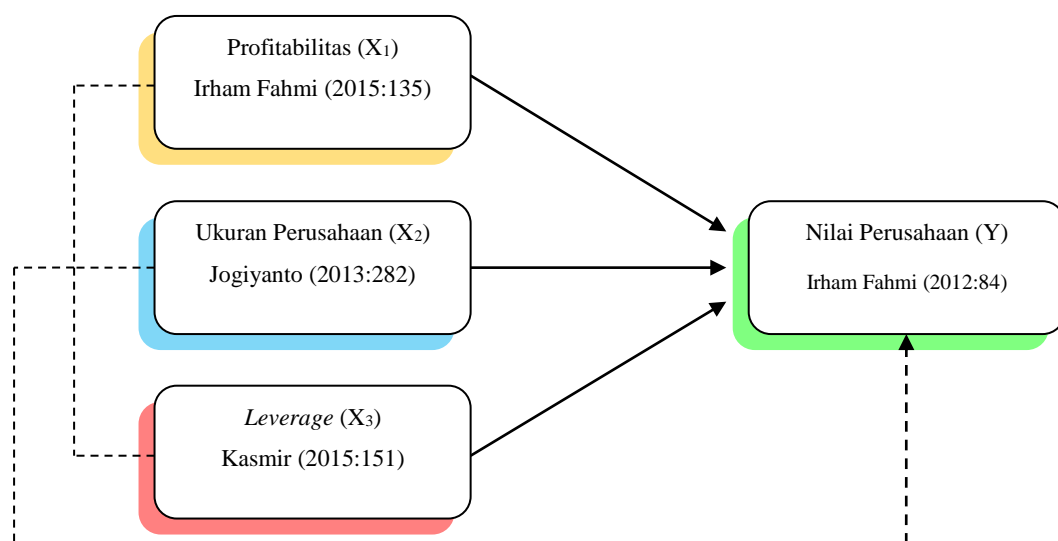 Profitabilitas (X₁)
Irham Fahmi (2015:135)
Ukuran Perusahaan (X₂)
Jogiyanto (2013:282)
Nilai Perusahaan (Y)
Irham Fahmi (2012:84)
Leverage (X₃)
Kasmir (2015:151)